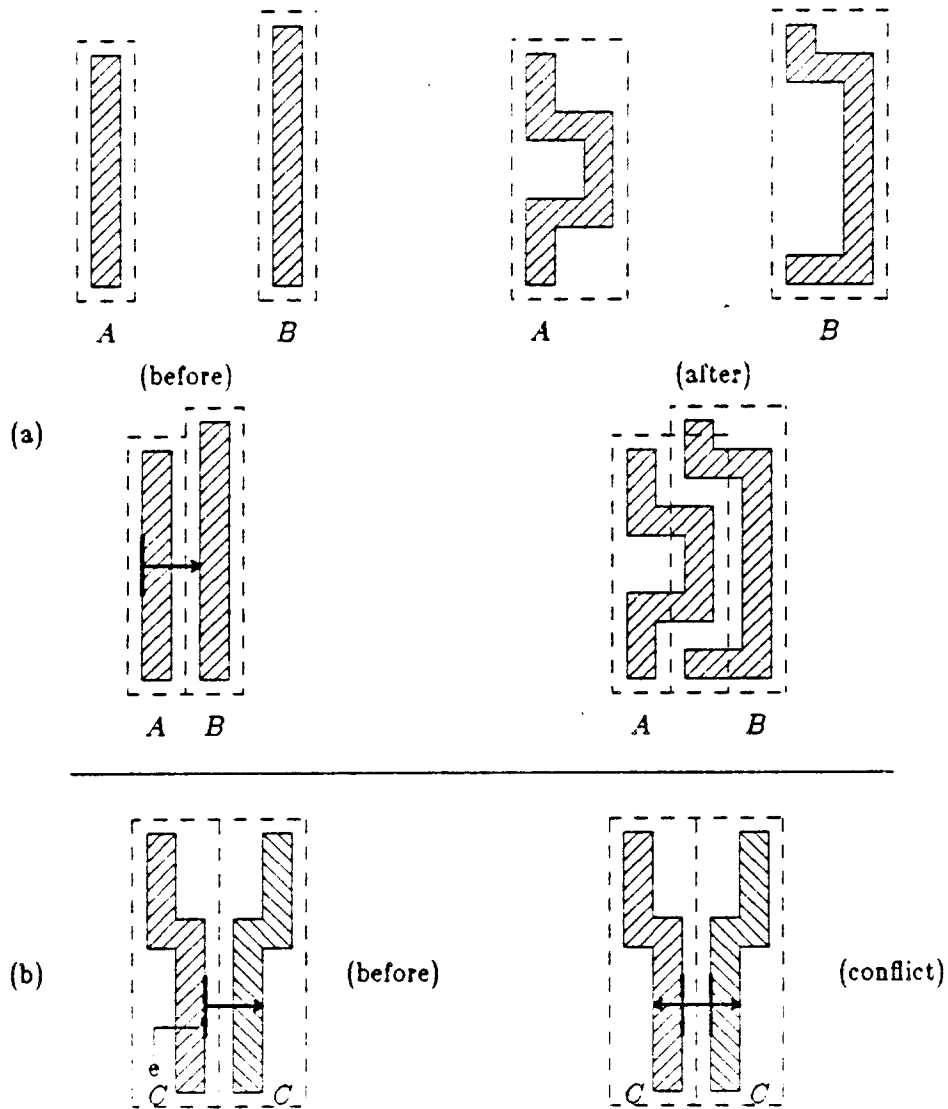 A B A B
(before) (after)
(a)
A B A B
(b) (before) (conflict)
e
C C C C